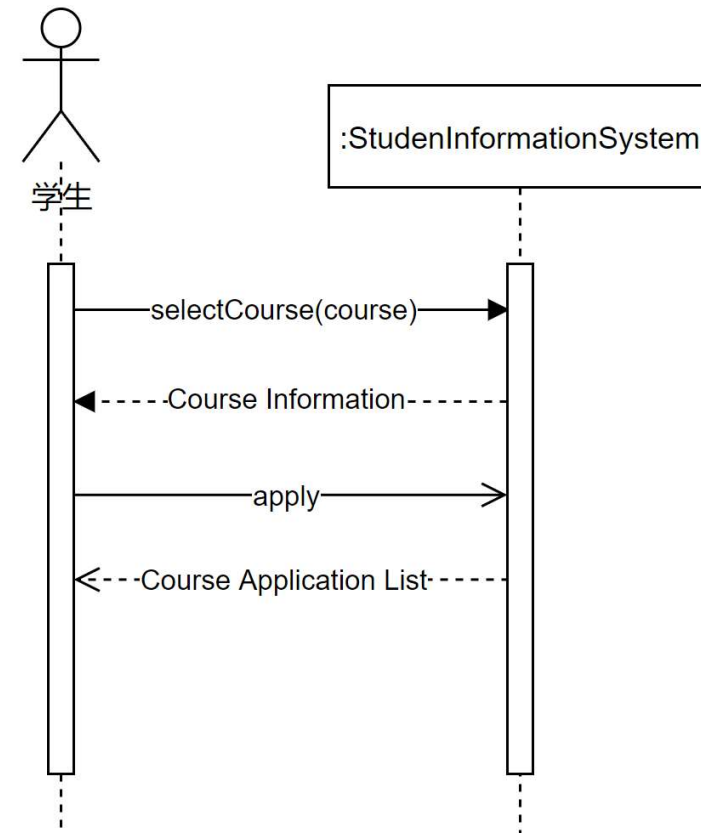 学生
:StudenInformationSystem
selectCourse(course)
Course Information
apply
Course Application List